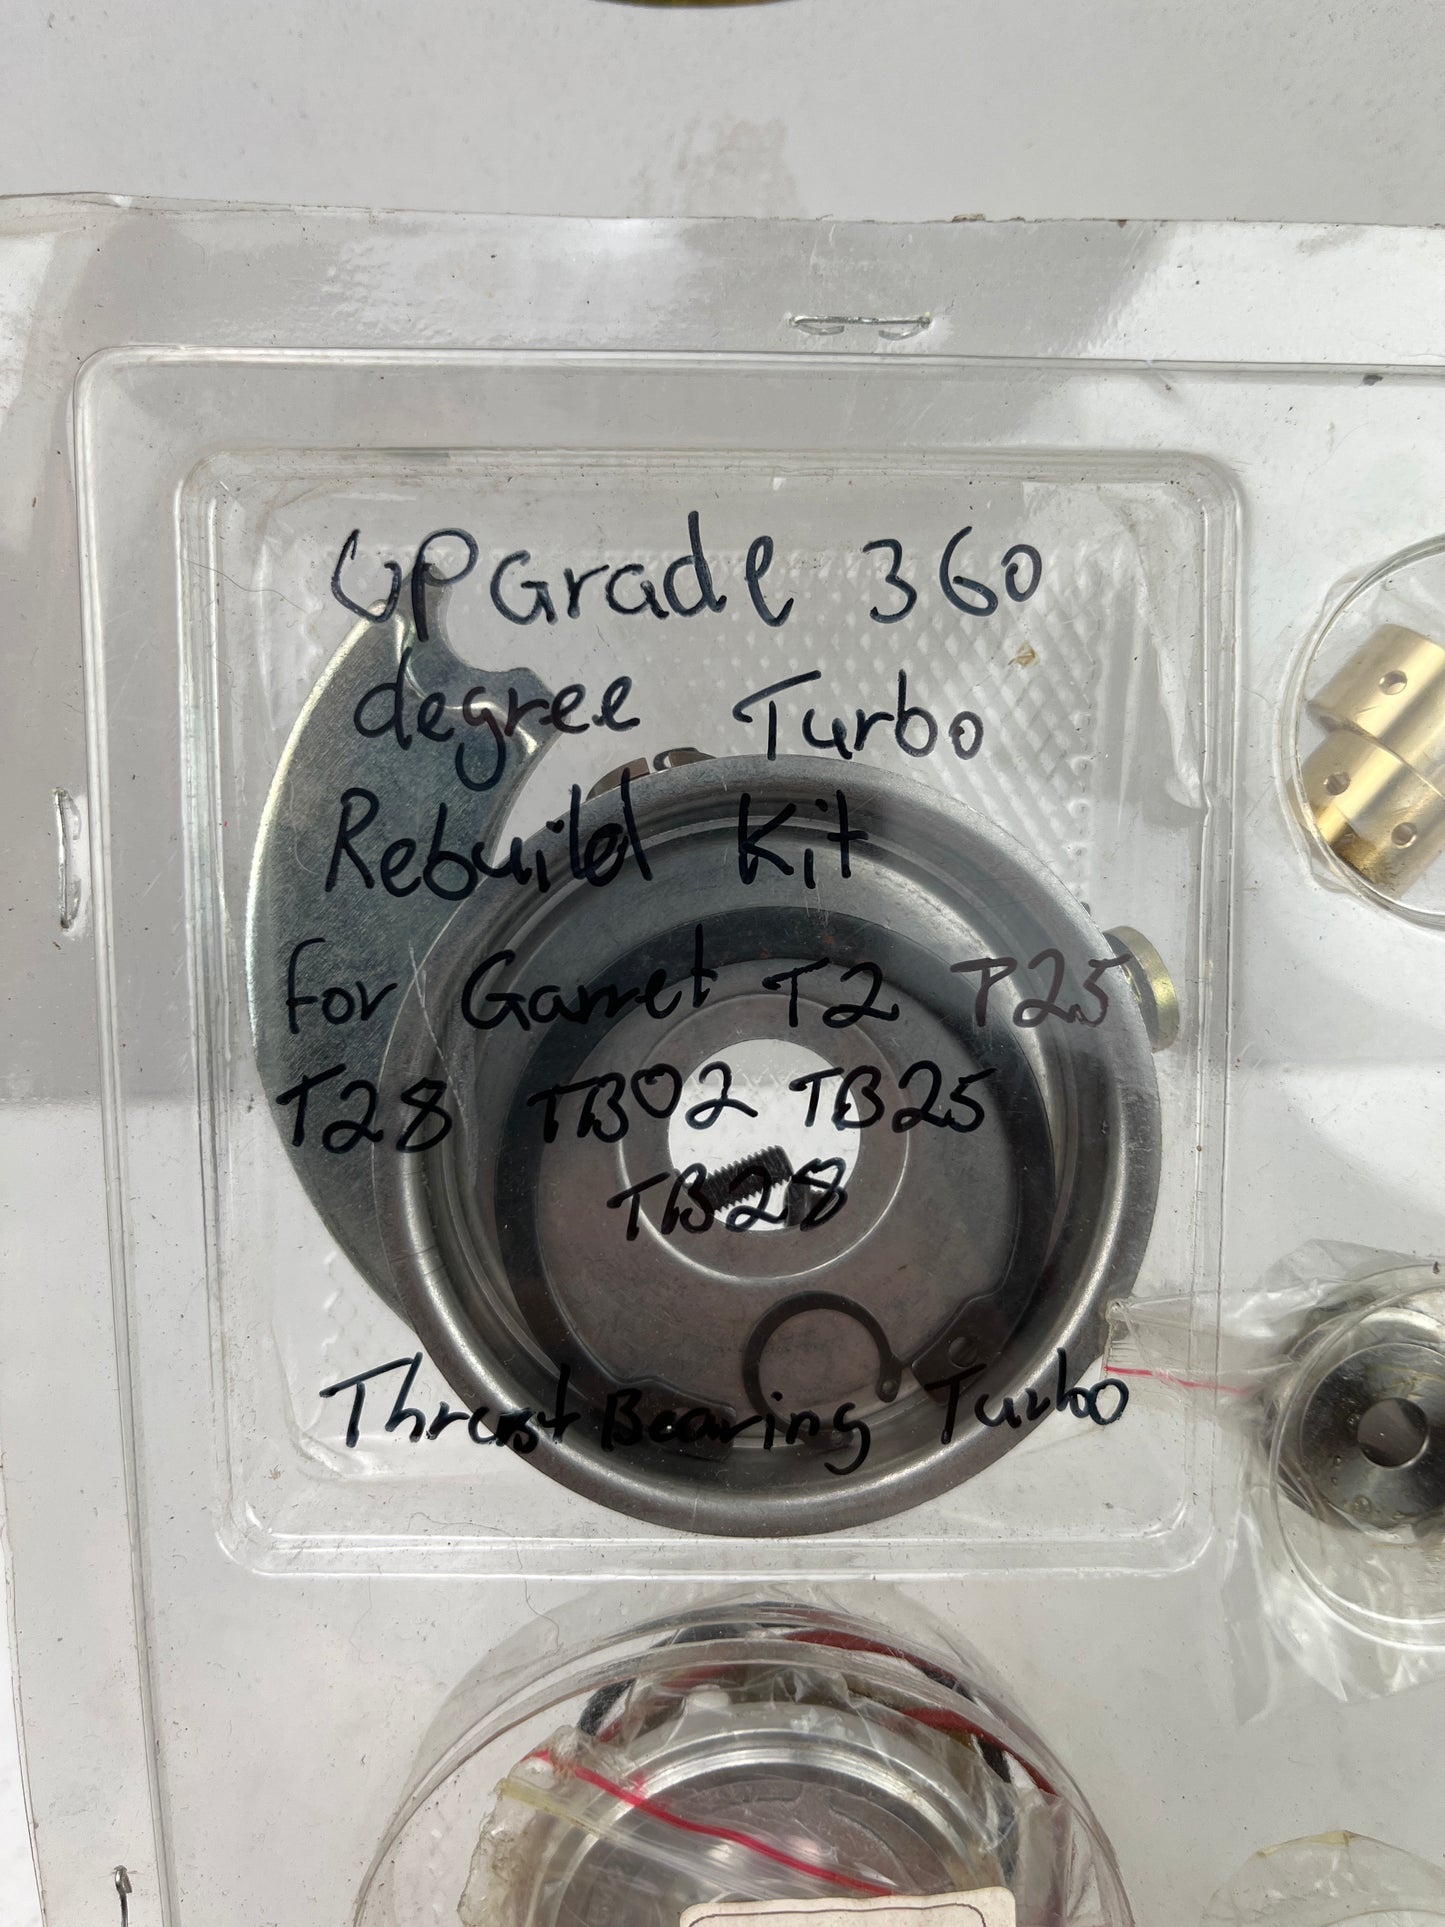 UPGrade 360
degree Turbo
Rebuild Kit
for Garret T2 T25
T28 TB02 TB25
TB28
Thrust Bearing Turbo